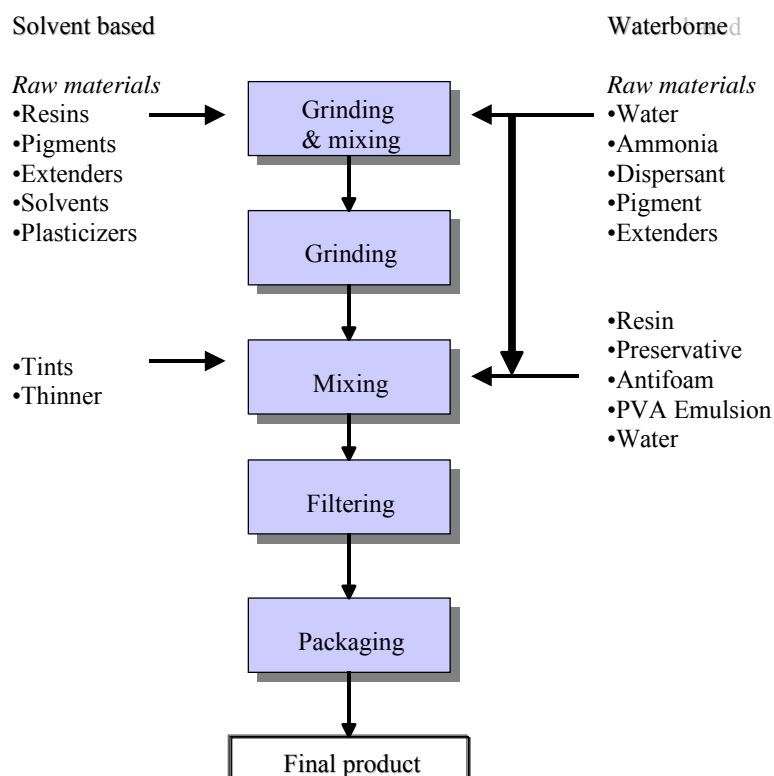 Solvent based
Raw materials
•Resins
•Pigments
•Extenders
•Solvents
•Plasticizers
•Tints
•Thinner
Grinding
& mixing
Grinding
Mixing
Filtering
Packaging
Final product
Waterborne
Raw materials
•Water
•Ammonia
•Dispersant
•Pigment
•Extenders
•Resin
•Preservative
•Antifoam
•PVA Emulsion
•Water